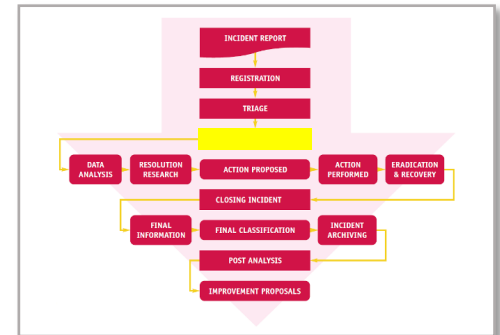 INCIDENT REPORT
REGISTRATION
TRIAGE
DATA
ANALYSIS
RESOLUTION
RESEARCH
ACTION PROPOSED
ACTION
PERFORMED
ERADICATION
& RECOVERY
CLOSING INCIDENT
FINAL
INFORMATION
FINAL CLASSIFICATION
INCIDENT
ARCHIVING
POST ANALYSIS
IMPROVEMENT PROPOSALS